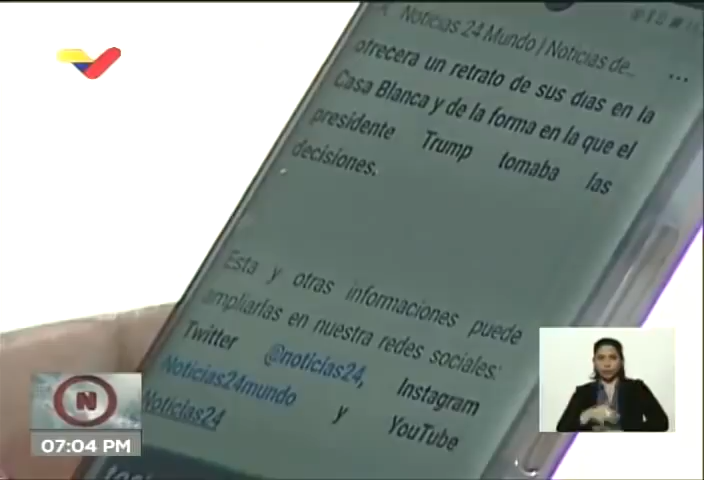 Noticias 24 Mundo | Noticias de...
ofrecera un retrato de sus días en la
Casa Blanca y de la forma en la que el
presidente Trump tomaba las
decisiones.
Esta y otras informaciones puede
ampliarlas en nuestra redes sociales:
Twitter @noticias24, Instagram
Noticias24mundo y YouTube
Noticias24
N
07:04 PM